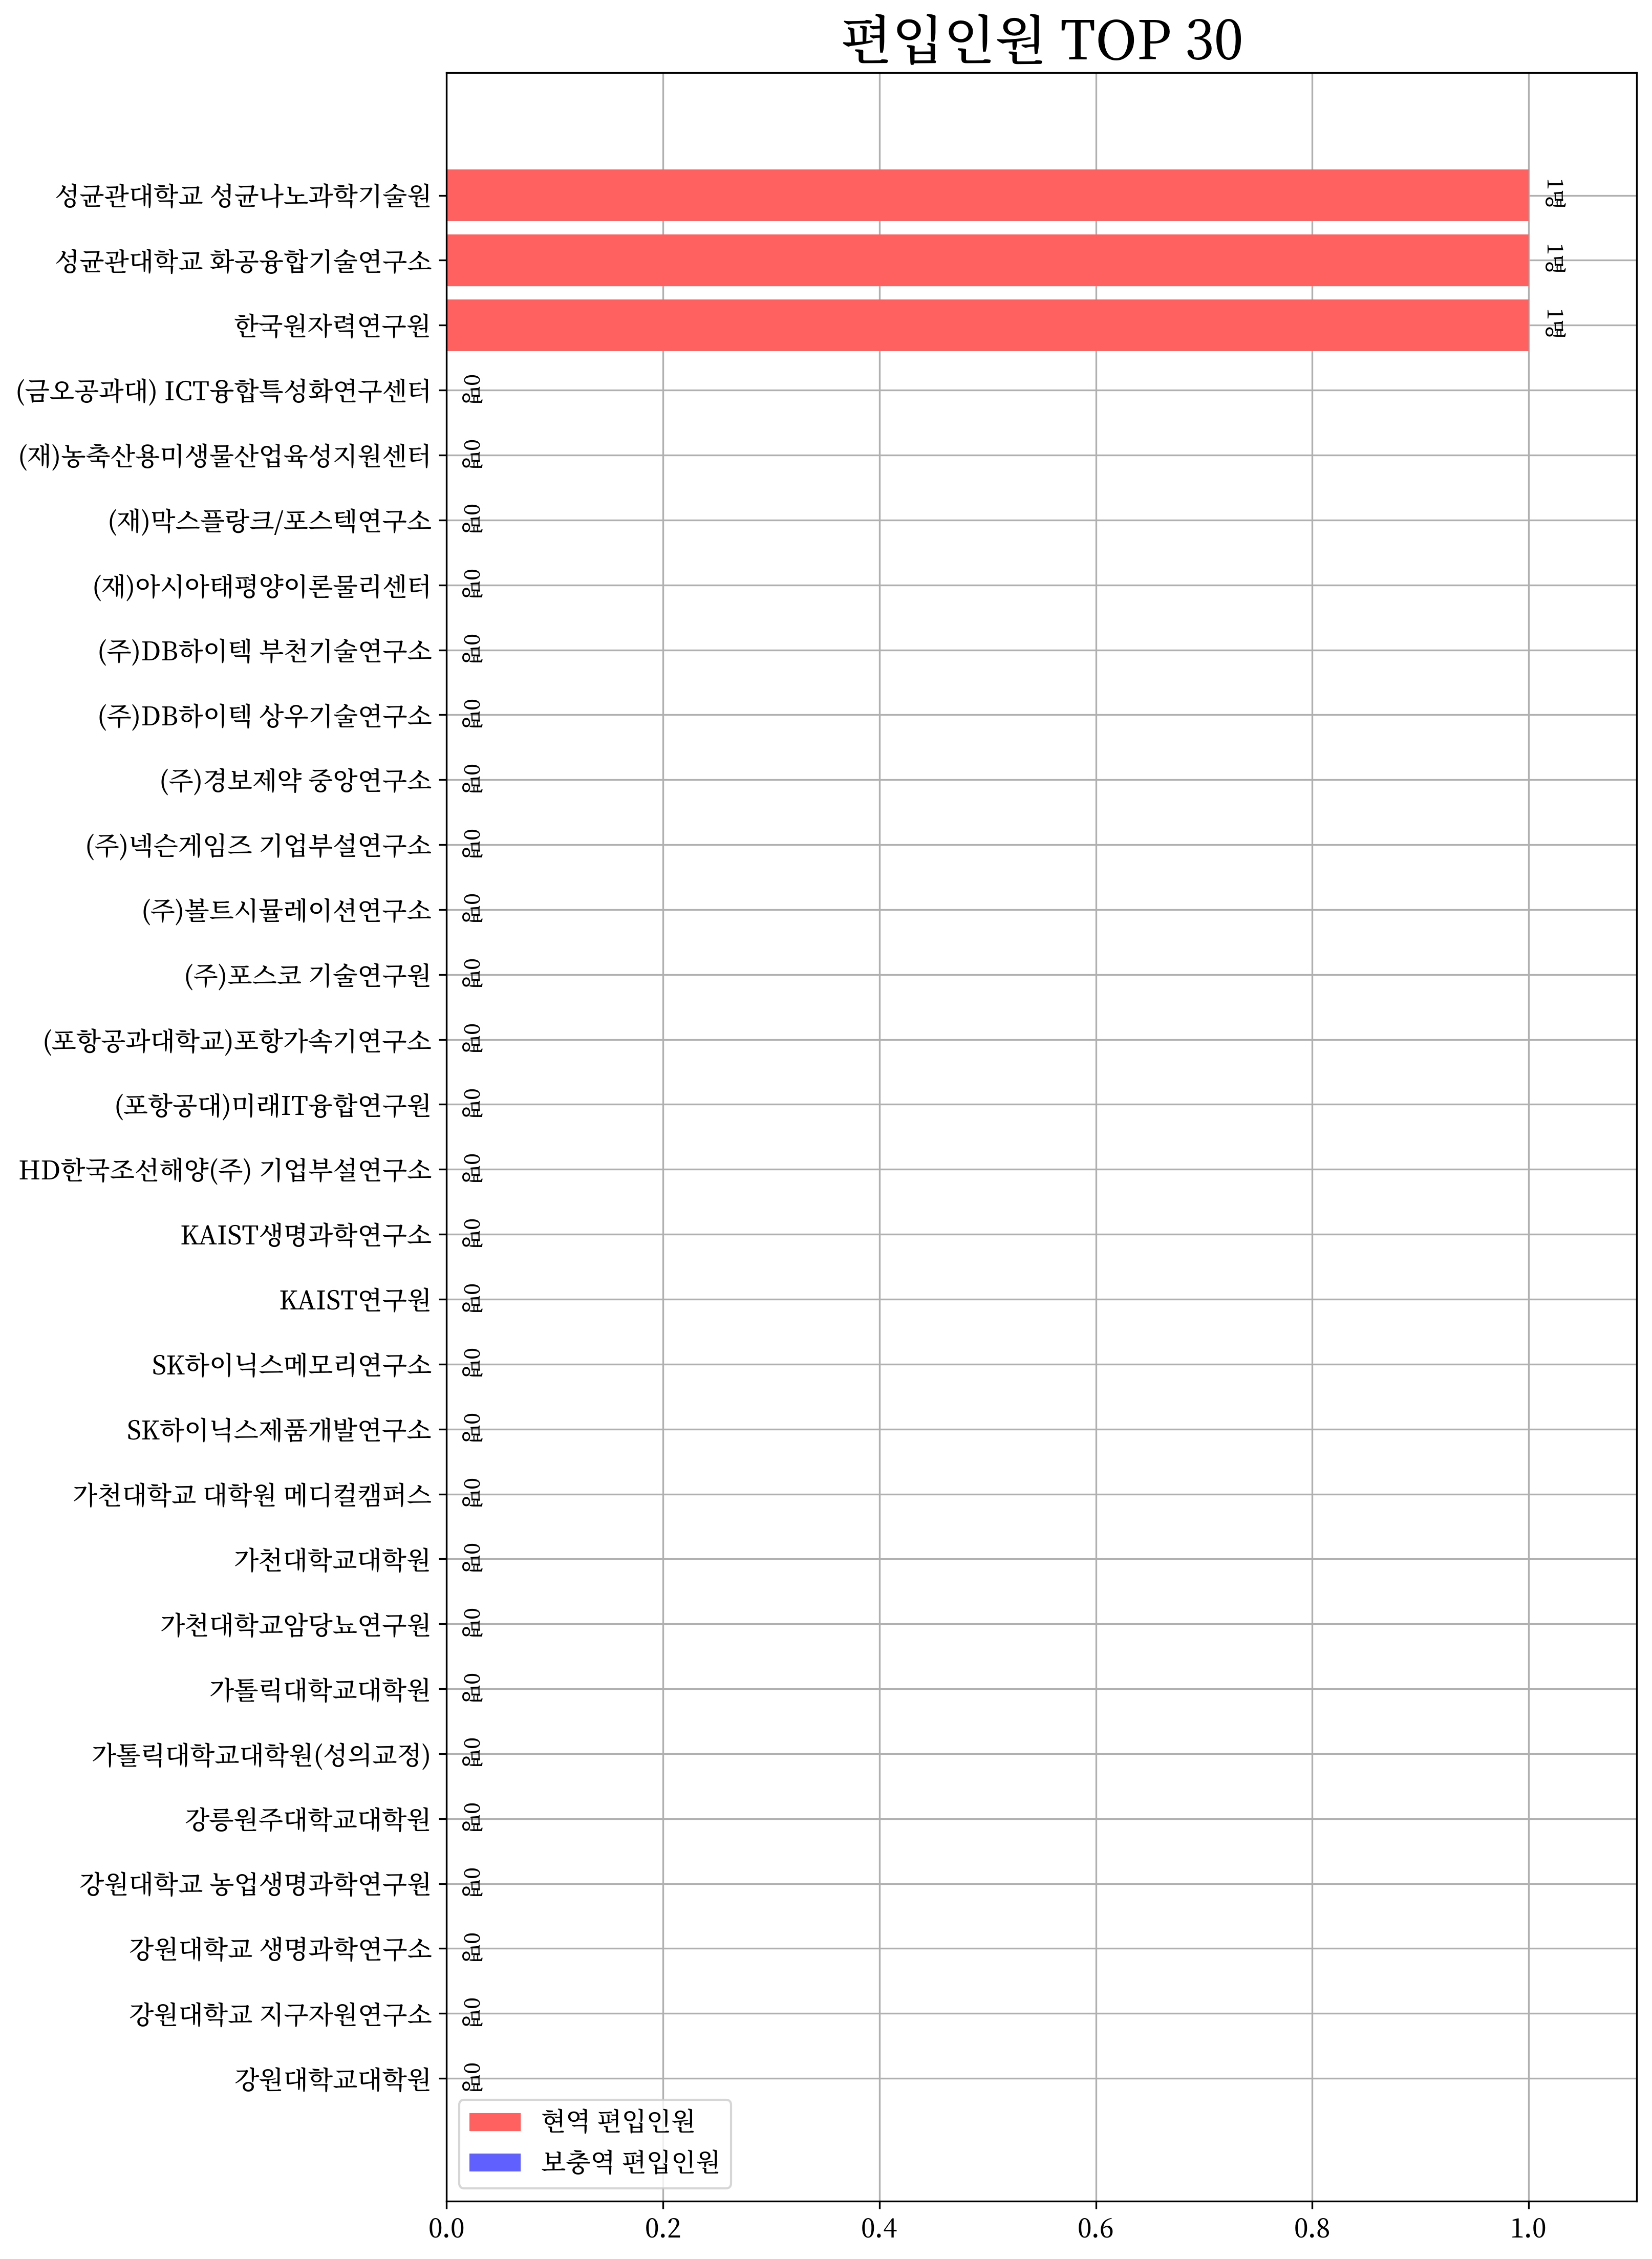 편입인원 TOP 30
성균관대학교 성균나노과학기술원 1명
성균관대학교 화공융합기술연구소 1명
한국원자력연구원 1명
(금오공과대) ICT융합특성화연구센터 0명
(재)농축산용미생물산업육성지원센터 0명
(재)막스플랑크/포스텍연구소 0명
(재)아시아태평양이론물리센터 0명
(주)DB하이텍 부천기술연구소 0명
(주)DB하이텍 상우기술연구소 0명
(주)경보제약 중앙연구소 0명
(주)넥슨게임즈 기업부설연구소 0명
(주)볼트시뮬레이션연구소 0명
(주)포스코 기술연구원 0명
(포항공과대학교)포항가속기연구소 0명
(포항공대)미래IT융합연구원 0명
HD한국조선해양(주) 기업부설연구소 0명
KAIST생명과학연구소 0명
KAIST연구원 0명
SK하이닉스메모리연구소 0명
SK하이닉스제품개발연구소 0명
가천대학교 대학원 메디컬캠퍼스 0명
가천대학교대학원 0명
가천대학교암당뇨연구원 0명
가톨릭대학교대학원 0명
가톨릭대학교대학원(성의교정) 0명
강릉원주대학교대학원 0명
강원대학교 농업생명과학연구원 0명
강원대학교 생명과학연구소 0명
강원대학교 지구자원연구소 0명
강원대학교대학원 0명
현역 편입인원
보충역 편입인원
0.0 0.2 0.4 0.6 0.8 1.0